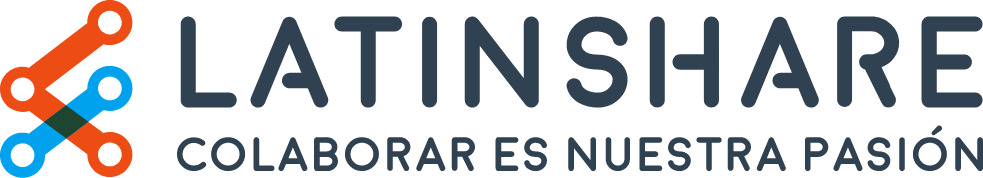 LATINSHARE
COLABORAR ES NUESTRA PASIÓN